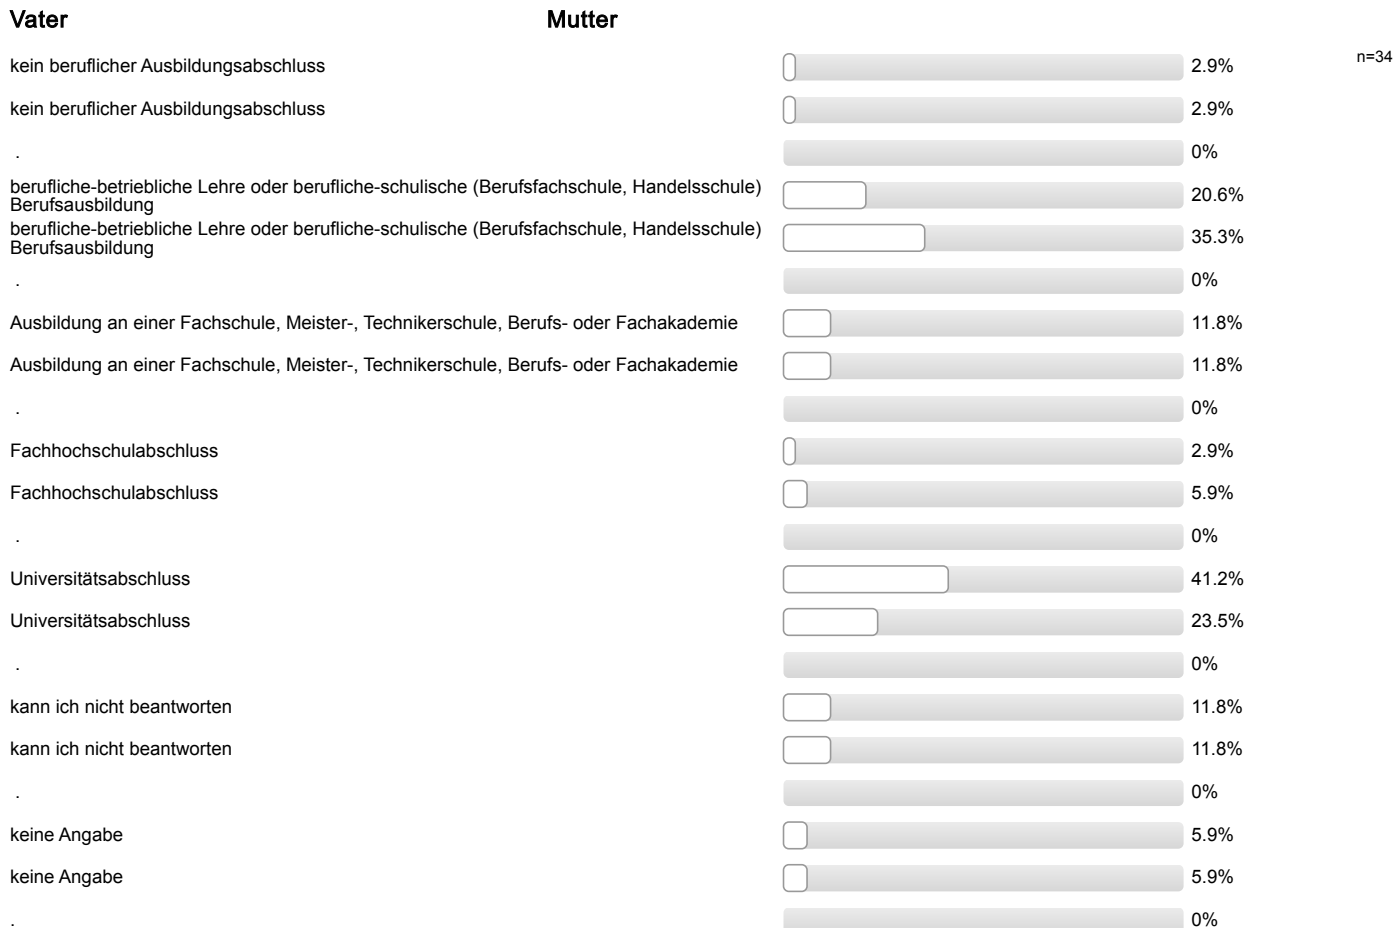 Vater Mutter
n=34
kein beruflicher Ausbildungsabschluss 2.9%
kein beruflicher Ausbildungsabschluss 2.9%
. 0%
berufliche-betriebliche Lehre oder berufliche-schulische (Berufsfachschule, Handelsschule)
Berufsausbildung 20.6%
berufliche-betriebliche Lehre oder berufliche-schulische (Berufsfachschule, Handelsschule)
Berufsausbildung 35.3%
. 0%
Ausbildung an einer Fachschule, Meister-, Technikerschule, Berufs- oder Fachakademie 11.8%
Ausbildung an einer Fachschule, Meister-, Technikerschule, Berufs- oder Fachakademie 11.8%
. 0%
Fachhochschulabschluss 2.9%
Fachhochschulabschluss 5.9%
. 0%
Universitätsabschluss 41.2%
Universitätsabschluss 23.5%
. 0%
kann ich nicht beantworten 11.8%
kann ich nicht beantworten 11.8%
. 0%
keine Angabe 5.9%
keine Angabe 5.9%
. 0%